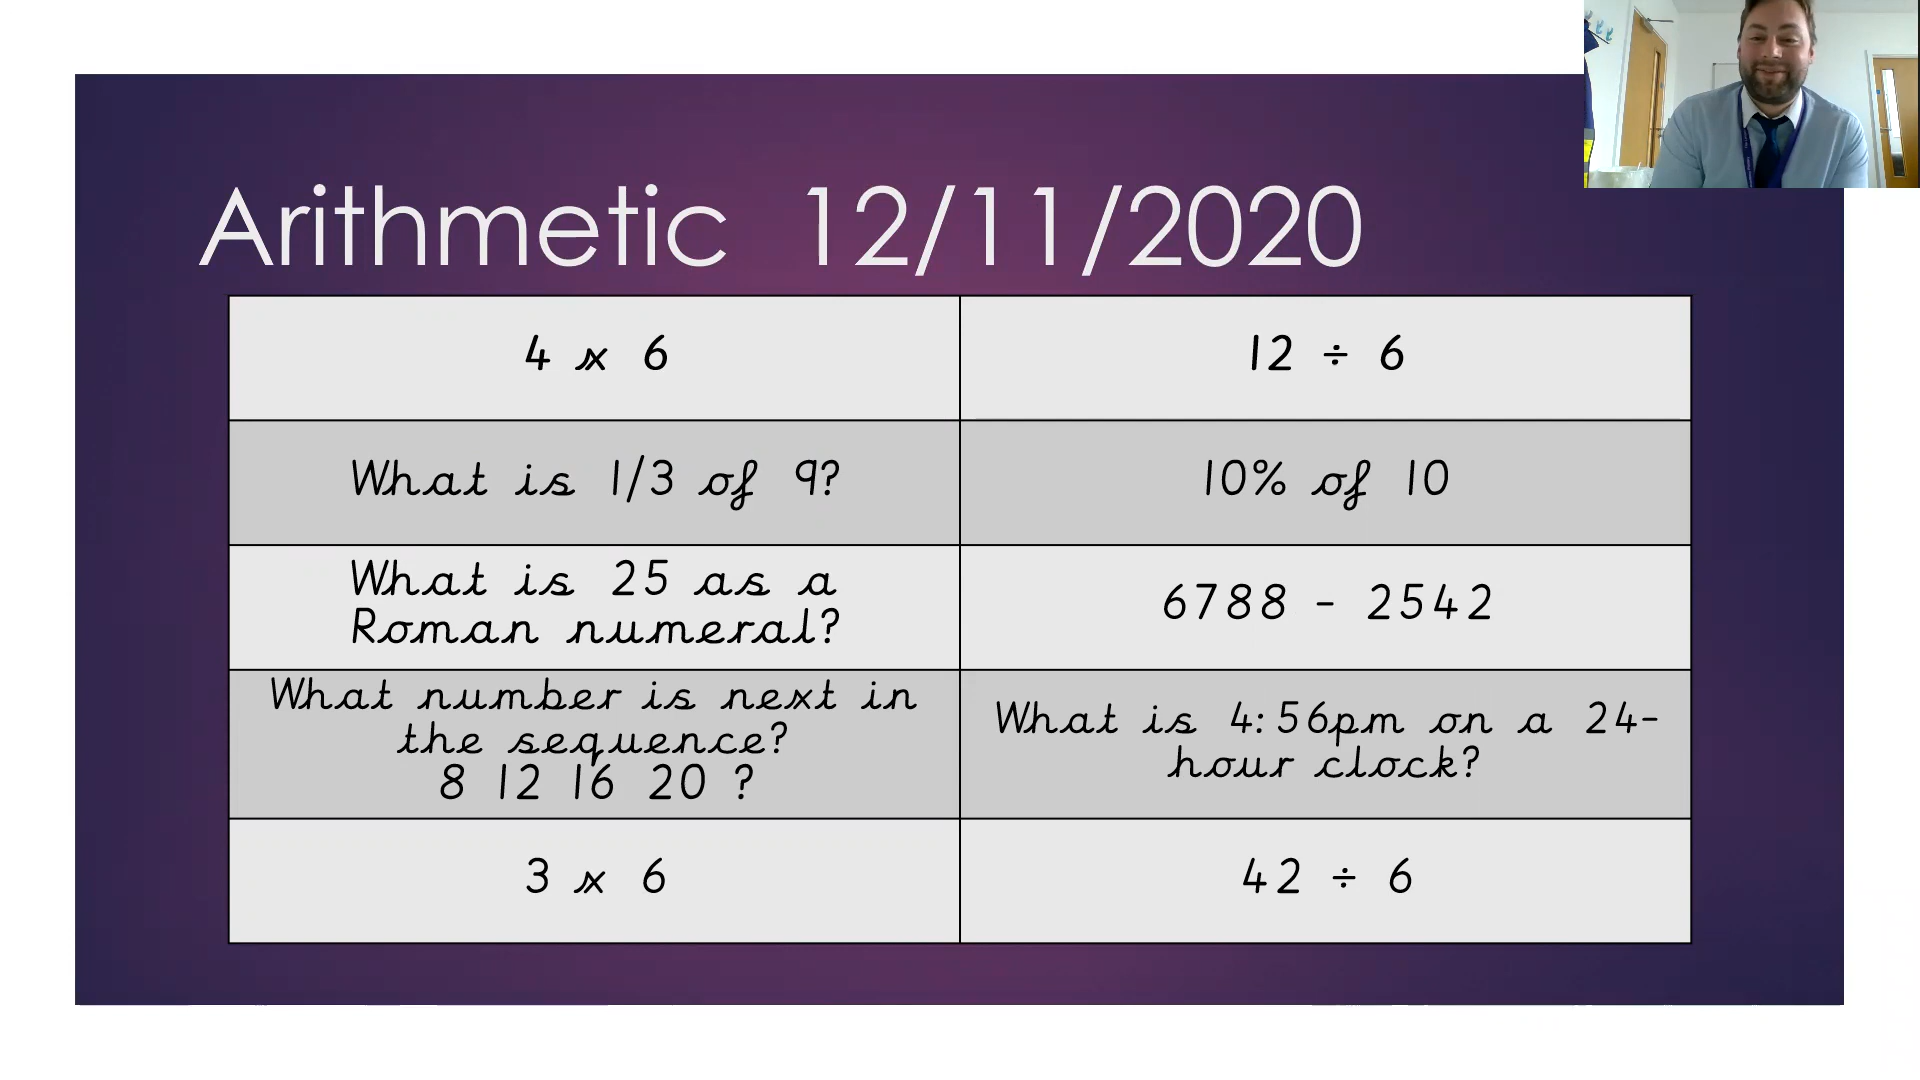 Arithmetic 12/11/2020
4 x 6
12 ÷ 6
What is 1/3 of 9?
10% of 10
What is 25 as a
Roman numeral?
6788 - 2542
What number is next in
the sequence?
8 12 16 20 ?
What is 4:56pm on a 24-
hour clock?
3 x 6
42 ÷ 6